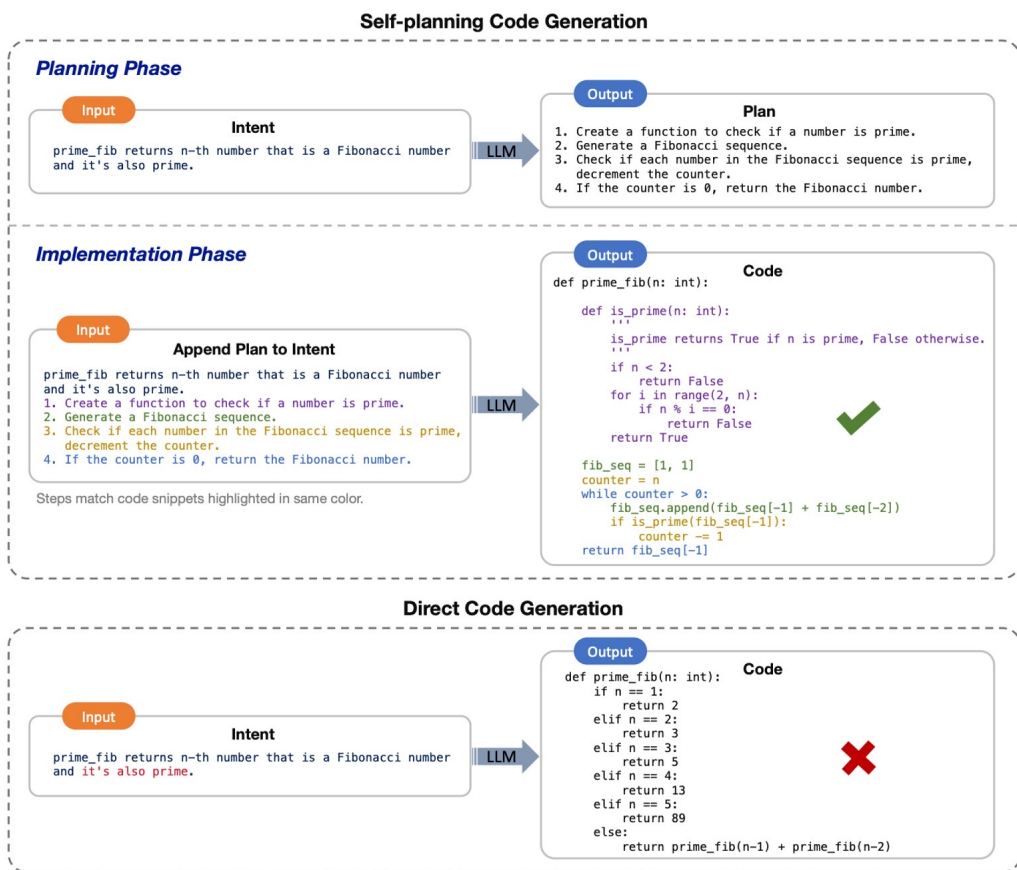 Self-planning Code Generation
Planning Phase
Input
Intent
prime_fib returns n-th number that is a Fibonacci number
and it's also prime.
LLM
Output
Plan
1. Create a function to check if a number is prime.
2. Generate a Fibonacci sequence.
3. Check if each number in the Fibonacci sequence is prime,
decrement the counter.
4. If the counter is 0, return the Fibonacci number.
Implementation Phase
Input
Append Plan to Intent
prime_fib returns n-th number that is a Fibonacci number
and it's also prime.
1. Create a function to check if a number is prime.
2. Generate a Fibonacci sequence.
3. Check if each number in the Fibonacci sequence is prime,
decrement the counter.
4. If the counter is 0, return the Fibonacci number.
Steps match code snippets highlighted in same color.
LLM
Output
Code
def prime_fib(n: int):
    def is_prime(n: int):
        '''
        is_prime returns True if n is prime, False otherwise.
        '''
        if n < 2:
            return False
        for i in range(2, n):
            if n % i == 0:
                return False
        return True
    fib_seq = [1, 1]
    counter = n
    while counter > 0:
        fib_seq.append(fib_seq[-1] + fib_seq[-2])
        if is_prime(fib_seq[-1]):
            counter -= 1
    return fib_seq[-1]
Direct Code Generation
Input
Intent
prime_fib returns n-th number that is a Fibonacci number
and it's also prime.
LLM
Output
Code
def prime_fib(n: int):
    if n == 1:
        return 2
    elif n == 2:
        return 3
    elif n == 3:
        return 5
    elif n == 4:
        return 13
    elif n == 5:
        return 89
    else:
        return prime_fib(n-1) + prime_fib(n-2)